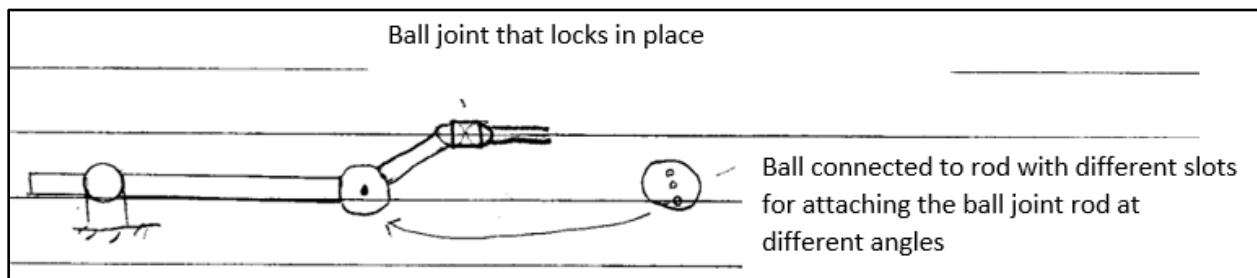 Ball joint that locks in place
Ball connected to rod with different slots
for attaching the ball joint rod at
different angles